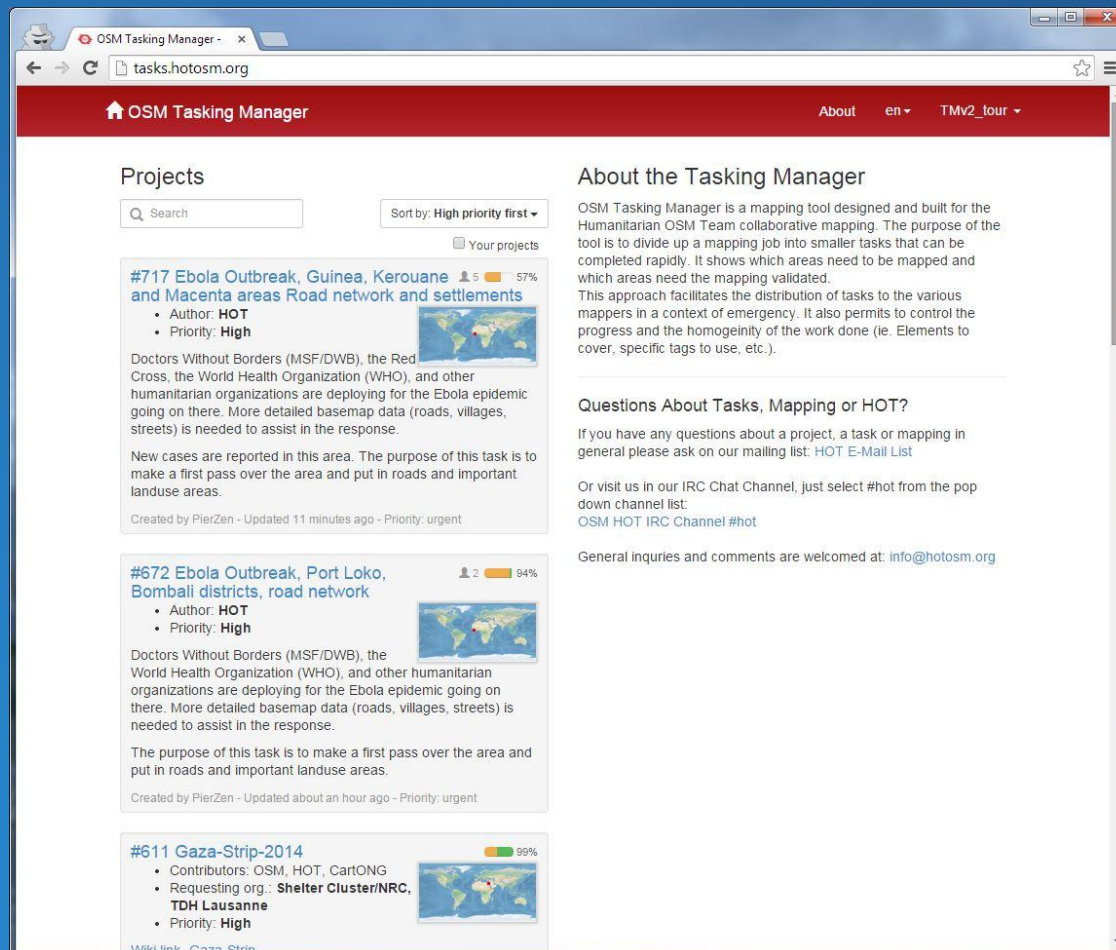 OSM Tasking Manager -
tasks.hotosm.org
OSM Tasking Manager
About
en
TMv2_tour
Projects
Search
Sort by: High priority first
Your projects
#717 Ebola Outbreak, Guinea, Kerouane
and Macenta areas Road network and settlements
5
57%
Author: HOT
Priority: High
Doctors Without Borders (MSF/DWB), the Red
Cross, the World Health Organization (WHO), and other
humanitarian organizations are deploying for the Ebola epidemic
going on there. More detailed basemap data (roads, villages,
streets) is needed to assist in the response.
New cases are reported in this area. The purpose of this task is to
make a first pass over the area and put in roads and important
landuse areas.
Created by PierZen - Updated 11 minutes ago - Priority: urgent
#672 Ebola Outbreak, Port Loko,
Bombali districts, road network
2
94%
Author: HOT
Priority: High
Doctors Without Borders (MSF/DWB), the
World Health Organization (WHO), and other humanitarian
organizations are deploying for the Ebola epidemic going on
there. More detailed basemap data (roads, villages, streets) is
needed to assist in the response.
The purpose of this task is to make a first pass over the area and
put in roads and important landuse areas.
Created by PierZen - Updated about an hour ago - Priority: urgent
#611 Gaza-Strip-2014
99%
Contributors: OSM, HOT, CartONG
Requesting org.: Shelter Cluster/NRC,
TDH Lausanne
Priority: High
Wiki link Gaza-Strip
About the Tasking Manager
OSM Tasking Manager is a mapping tool designed and built for the
Humanitarian OSM Team collaborative mapping. The purpose of the
tool is to divide up a mapping job into smaller tasks that can be
completed rapidly. It shows which areas need to be mapped and
which areas need the mapping validated.
This approach facilitates the distribution of tasks to the various
mappers in a context of emergency. It also permits to control the
progress and the homogeinity of the work done (ie. Elements to
cover, specific tags to use, etc.).
Questions About Tasks, Mapping or HOT?
If you have any questions about a project, a task or mapping in
general please ask on our mailing list: HOT E-Mail List
Or visit us in our IRC Chat Channel, just select #hot from the pop
down channel list:
OSM HOT IRC Channel #hot
General inquries and comments are welcomed at: info@hotosm.org